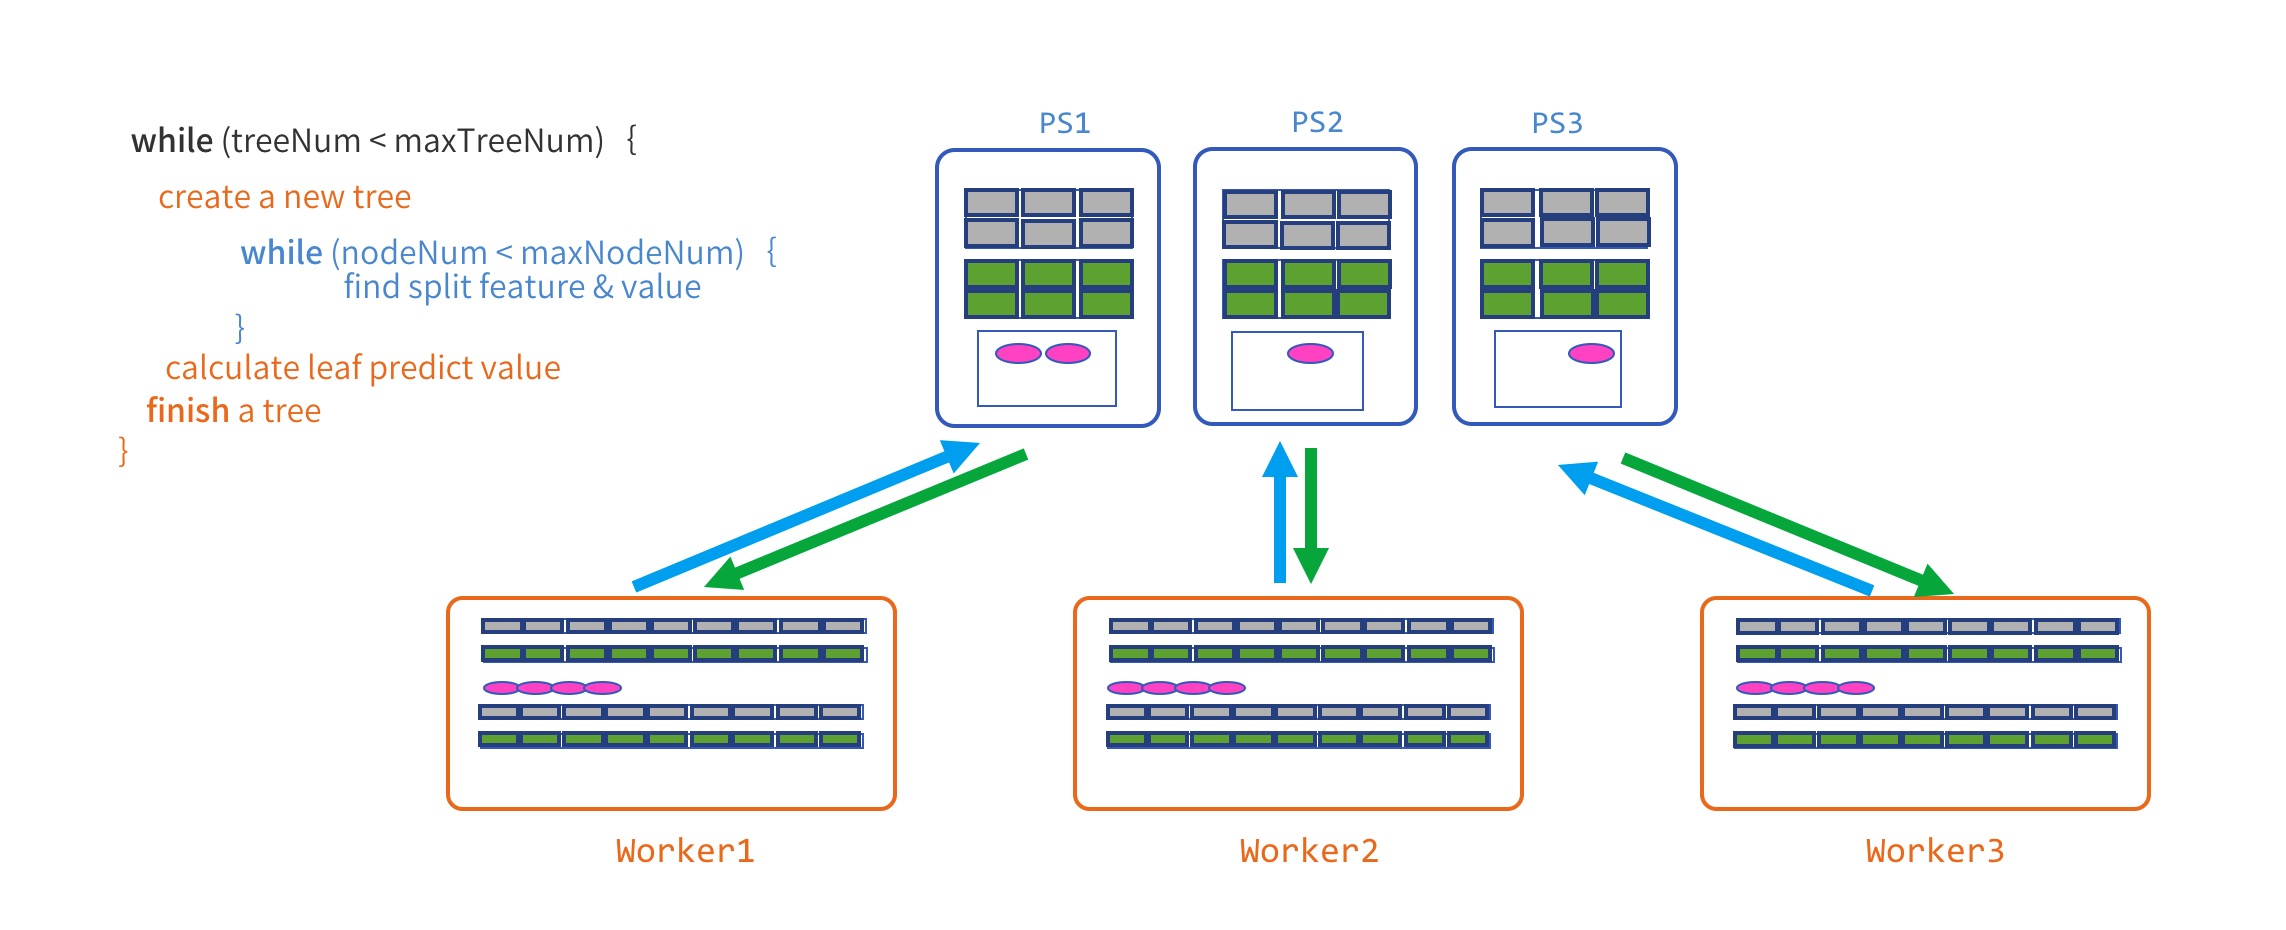 while (treeNum < maxTreeNum) {
create a new tree
while (nodeNum < maxNodeNum) {
find split feature & value
}
calculate leaf predict value
finish a tree
}
PS1 PS2 PS3
Worker1 Worker2 Worker3